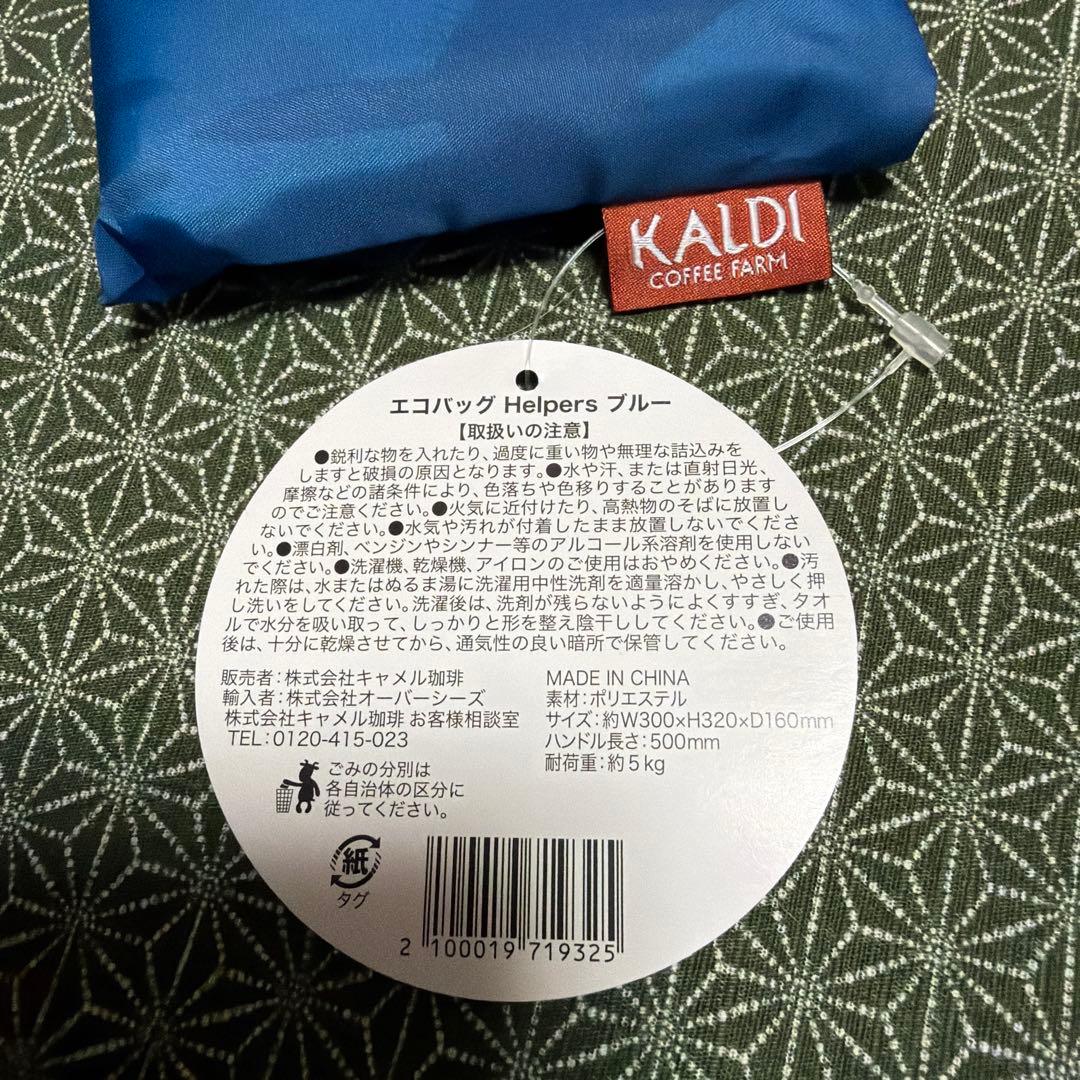 KALDI
COFFEE FARM
エコバッグ Helpers ブルー
【取扱いの注意】
●鋭利な物を入れたり、過度に重い物や無理な詰込みを
しますと破損の原因となります。●水や汗、または直射日光、
摩擦などの諸条件により、色落ちや色移りすることがあります
のでご注意ください。●火気に近付けたり、高熱物のそばに放置し
ないでください。●水気や汚れが付着したまま放置しないでくださ
い。●漂白剤、ベンジンやシンナー等のアルコール系溶剤を使用しない
でください。●洗濯機、乾燥機、アイロンのご使用はおやめください。●汚
れた際は、水またはぬるま湯に洗濯用中性洗剤を適量溶かし、やさしく押
し洗いをしてください。洗濯後は、洗剤が残らないようによくすすぎ、タオ
ルで水分を吸い取って、しっかりと形を整え陰干ししてください。●ご使用
後は、十分に乾燥させてから、通気性の良い暗所で保管してください。
販売者：株式会社キャメル珈琲
輸入者：株式会社オーバーシーズ
株式会社キャメル珈琲 お客様相談室
TEL：0120-415-023
MADE IN CHINA
素材：ポリエステル
サイズ：約W300×H320×D160mm
ハンドル長さ：500mm
耐荷重：約5kg
ごみの分別は
各自治体の区分に
従ってください。
紙
タグ
2 100019 719325